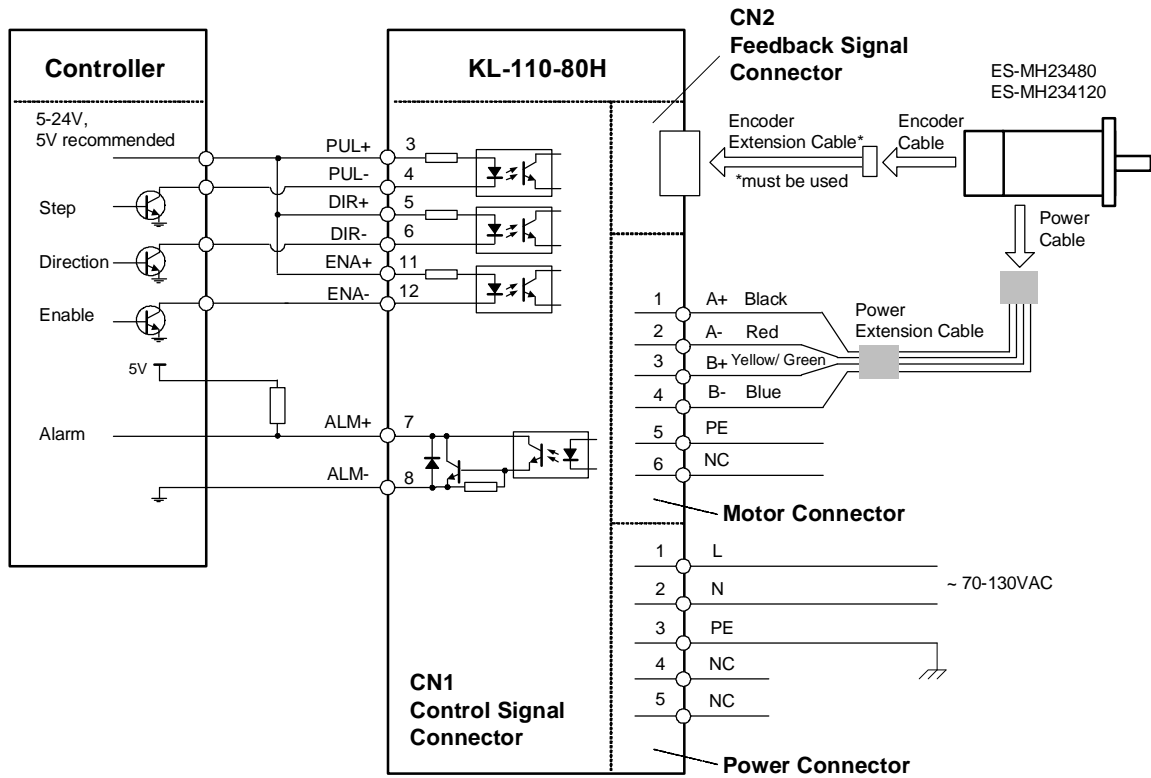 CN2
Feedback Signal
Connector
Controller
KL-110-80H
ES-MH23480
ES-MH234120
5-24V,
5V recommended
Encoder
Extension Cable*
*must be used
Encoder
Cable
PUL+ 3
PUL- 4
Step
DIR+ 5
DIR- 6
Direction
ENA+ 11
ENA- 12
Enable
Power
Cable
1 A+ Black
2 A- Red
3 B+ Yellow/ Green
4 B- Blue
5 PE
6 NC
Power
Extension Cable
5V
Alarm
ALM+ 7
ALM- 8
Motor Connector
1 L
2 N
~ 70-130VAC
3 PE
4 NC
5 NC
CN1
Control Signal
Connector
Power Connector